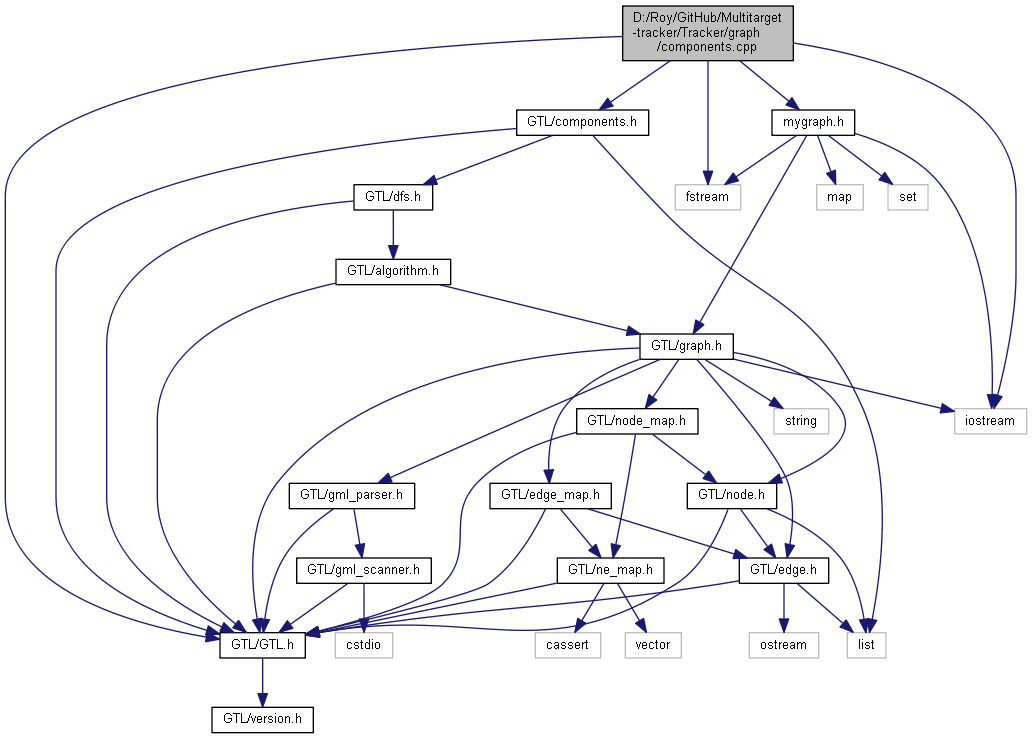 D:/Roy/GitHub/Multitarget
-tracker/Tracker/graph
/components.cpp
GTL/components.h
mygraph.h
GTL/dfs.h
fstream
map
set
GTL/algorithm.h
GTL/graph.h
GTL/node_map.h
string
iostream
GTL/gml_parser.h
GTL/edge_map.h
GTL/node.h
GTL/gml_scanner.h
GTL/ne_map.h
GTL/edge.h
GTL/GTL.h
cstdio
cassert
vector
ostream
list
GTL/version.h